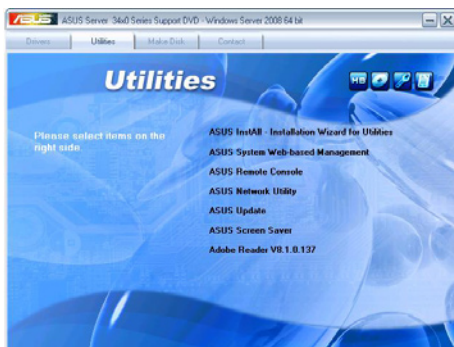 ASUS ASUS Server 34x0 Series Support DVD - Windows Server 2008 64 bit
Drivers Utilities Make Disk Contact
Utilities
Please select items on the
right side
ASUS InstAll - Installation Wizard for Utilities
ASUS System Web-based Management
ASUS Remote Console
ASUS Network Utility
ASUS Update
ASUS Screen Saver
Adobe Reader V8.1.0.137